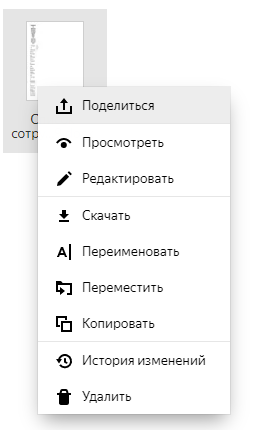 Поделиться
Просмотреть
Редактировать
Скачать
Переименовать
Переместить
Копировать
История изменений
Удалить